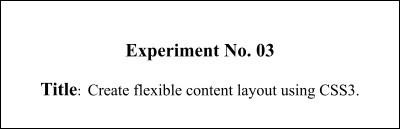 Experiment No. 03
Title: Create flexible content layout using CSS3.